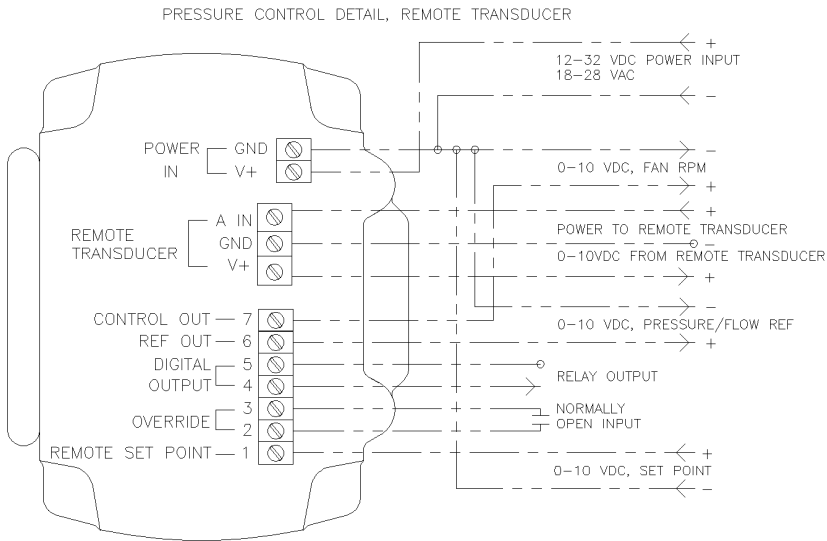 PRESSURE CONTROL DETAIL, REMOTE TRANSDUCER
+
12-32 VDC POWER INPUT
18-28 VAC
-
POWER IN
GND
V+
-
0-10 VDC, FAN RPM
+
REMOTE TRANSDUCER
A IN
GND
V+
+
POWER TO REMOTE TRANSDUCER
-
0-10VDC FROM REMOTE TRANSDUCER
+
-
0-10 VDC, PRESSURE/FLOW REF
+
CONTROL OUT - 7
REF OUT - 6
DIGITAL OUTPUT
5
4
RELAY OUTPUT
OVERRIDE
3
2
NORMALLY
OPEN INPUT
REMOTE SET POINT - 1
+
0-10 VDC, SET POINT
-